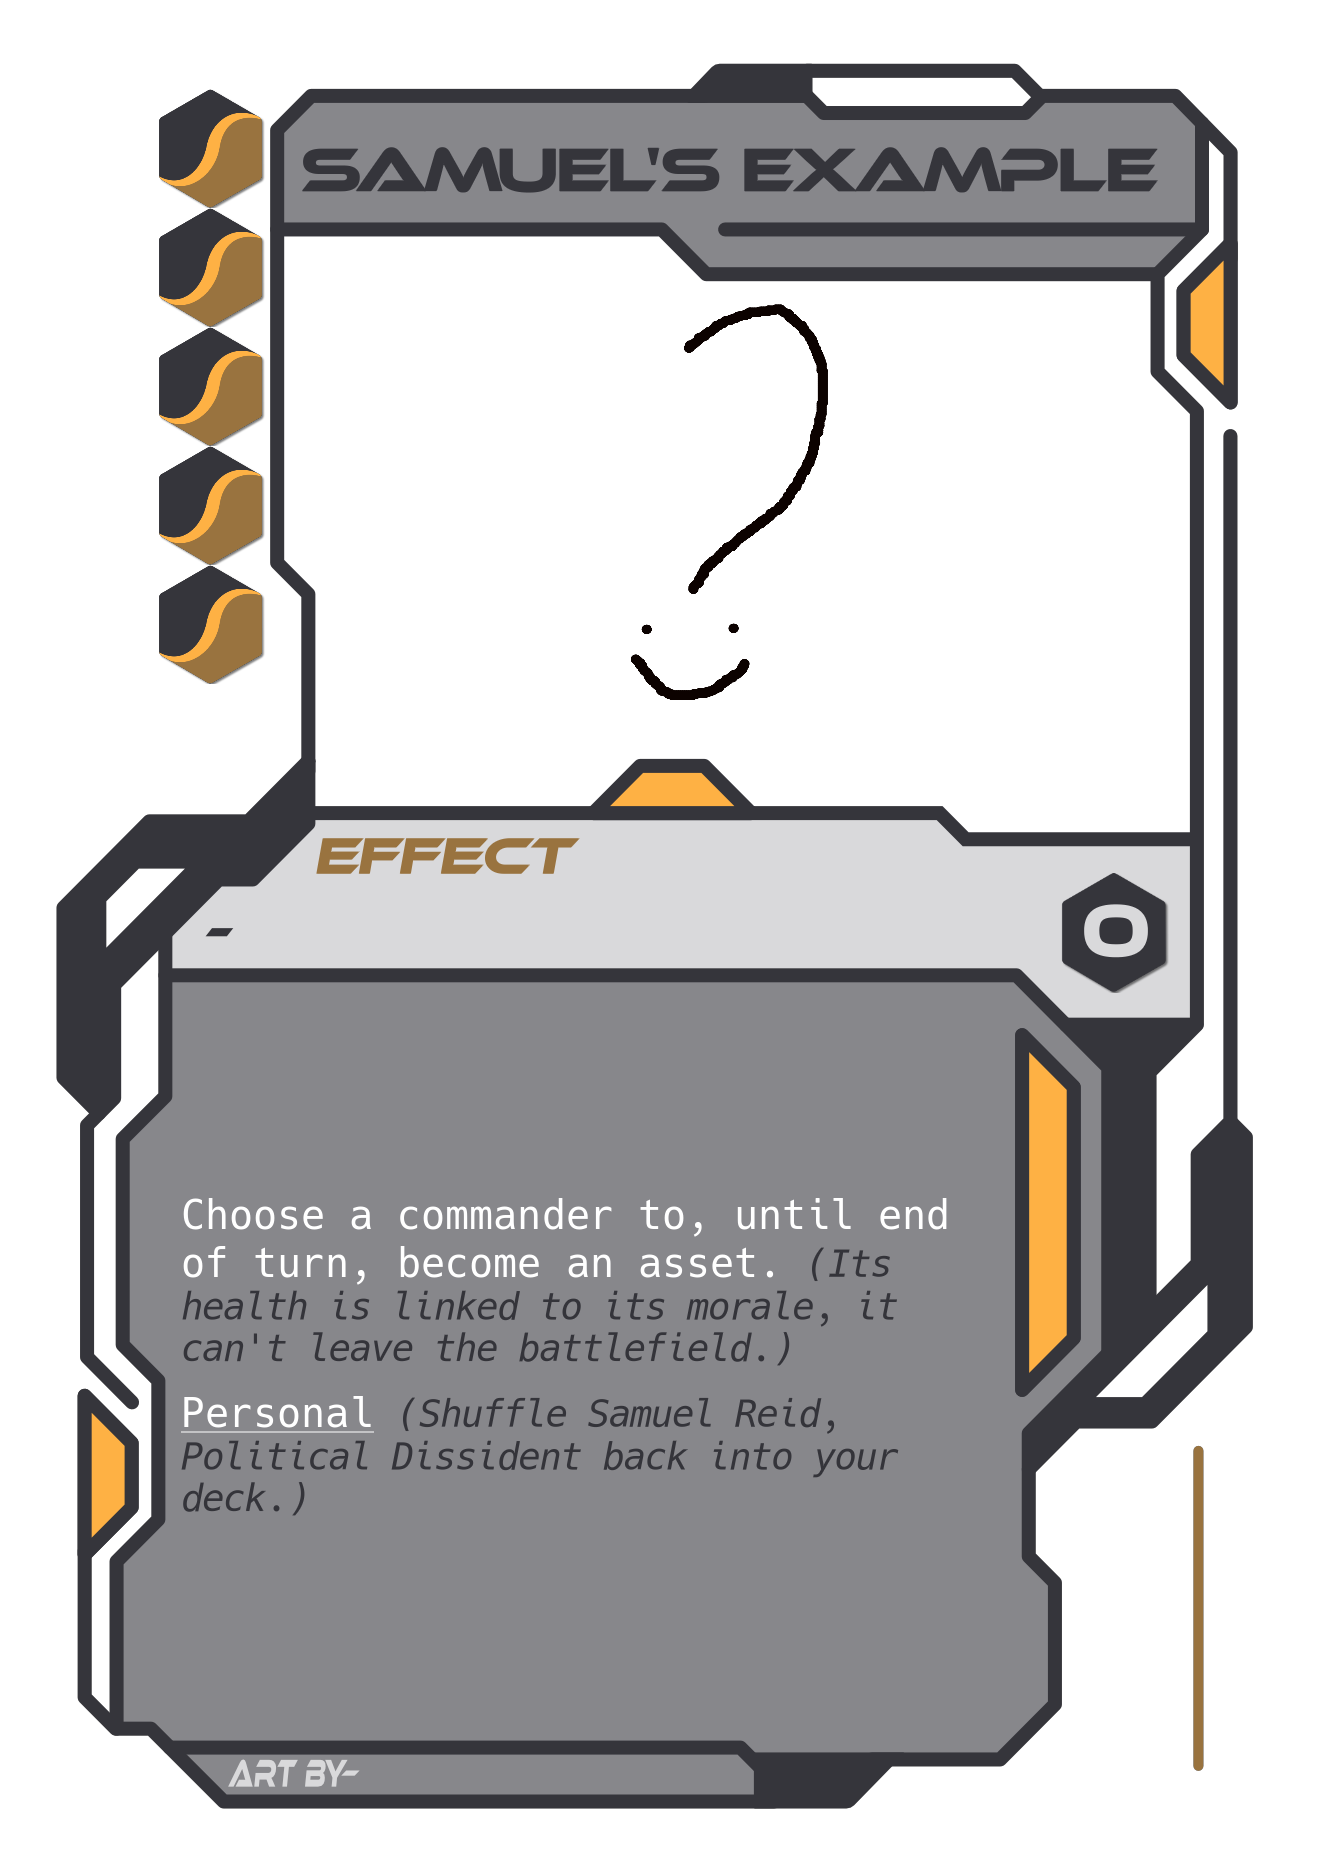 SAMUEL'S EXAMPLE
EFFECT
-
0
Choose a commander to, until end
of turn, become an asset. (Its
health is linked to its morale, it
can't leave the battlefield.)
Personal (Shuffle Samuel Reid,
Political Dissident back into your
deck.)
ART BY-